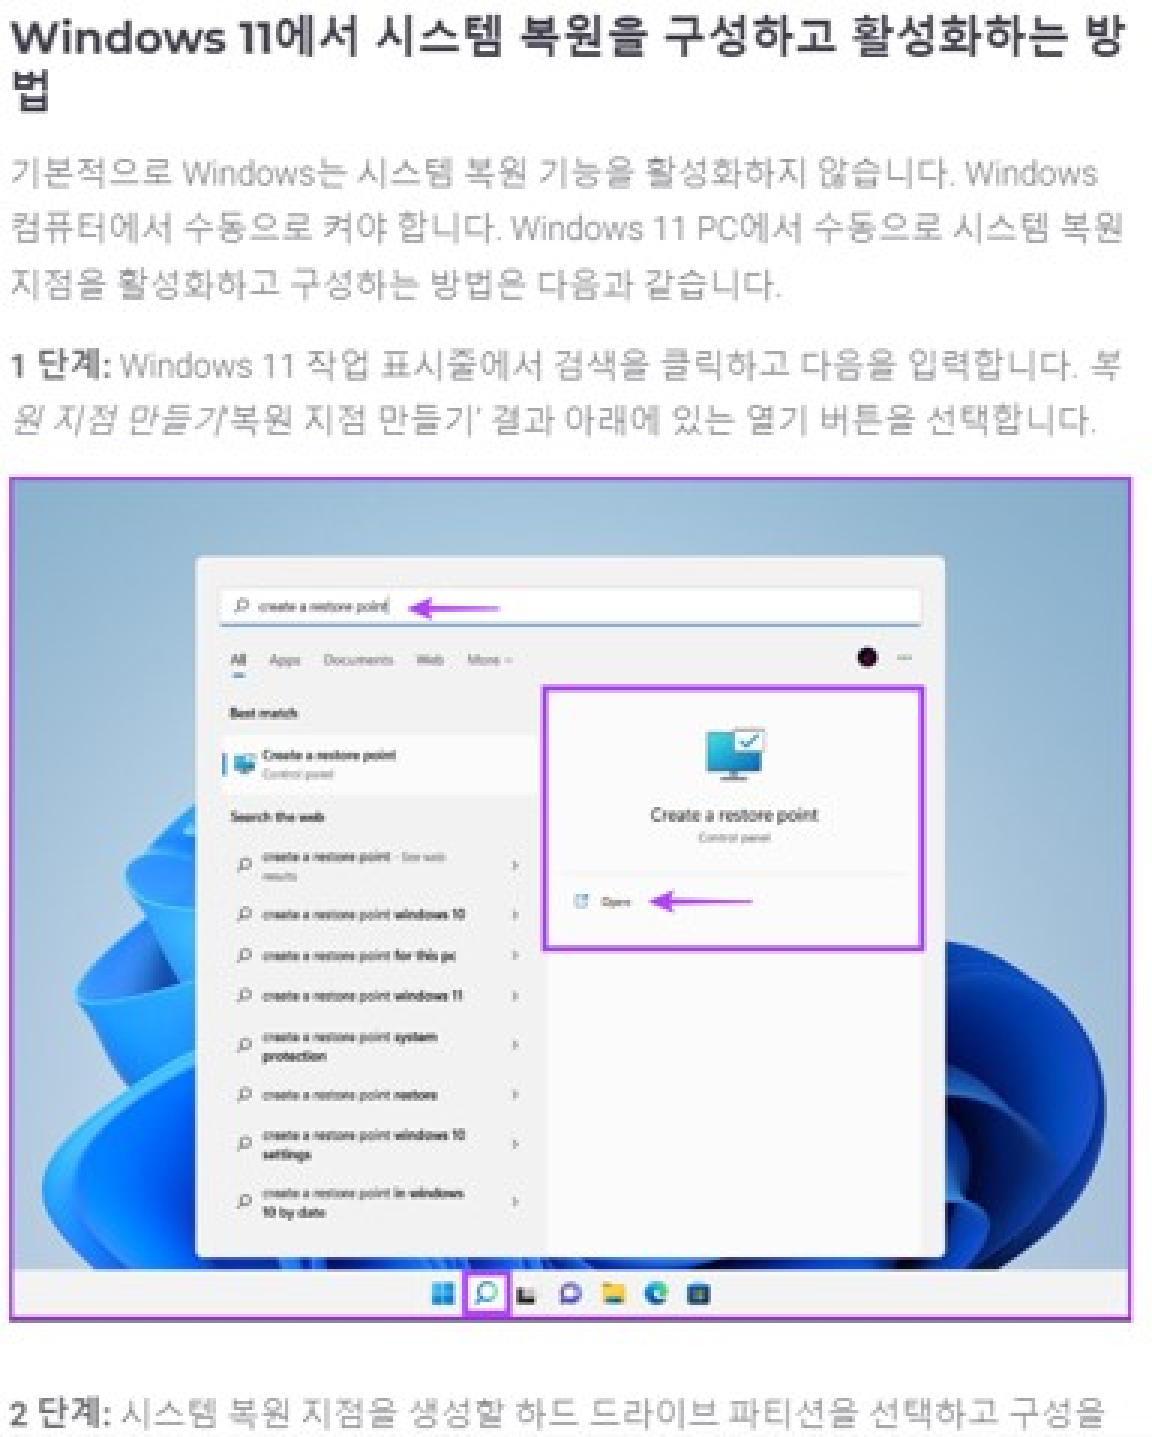 Windows 11에서 시스템 복원을 구성하고 활성화하는 방
법
기본적으로 Windows는 시스템 복원 기능을 활성화하지 않습니다. Windows
컴퓨터에서 수동으로 켜야 합니다. Windows 11 PC에서 수동으로 시스템 복원
지점을 활성화하고 구성하는 방법은 다음과 같습니다.
1 단계: Windows 11 작업 표시줄에서 검색을 클릭하고 다음을 입력합니다. 복
원 지점 만들기'복원 지점 만들기' 결과 아래에 있는 열기 버튼을 선택합니다.
create a restore point
All Apps Documents Web More
Best match
Create a restore point
Control panel
Search the web
create a restore point - See web
results
create a restore point windows 10
create a restore point for this pc
create a restore point windows 11
create a restore point system
protection
create a restore point restore
create a restore point windows 10
settings
create a restore point in windows
10 by date
Create a restore point
Control panel
Open
2 단계: 시스템 복원 지점을 생성할 하드 드라이브 파티션을 선택하고 구성을